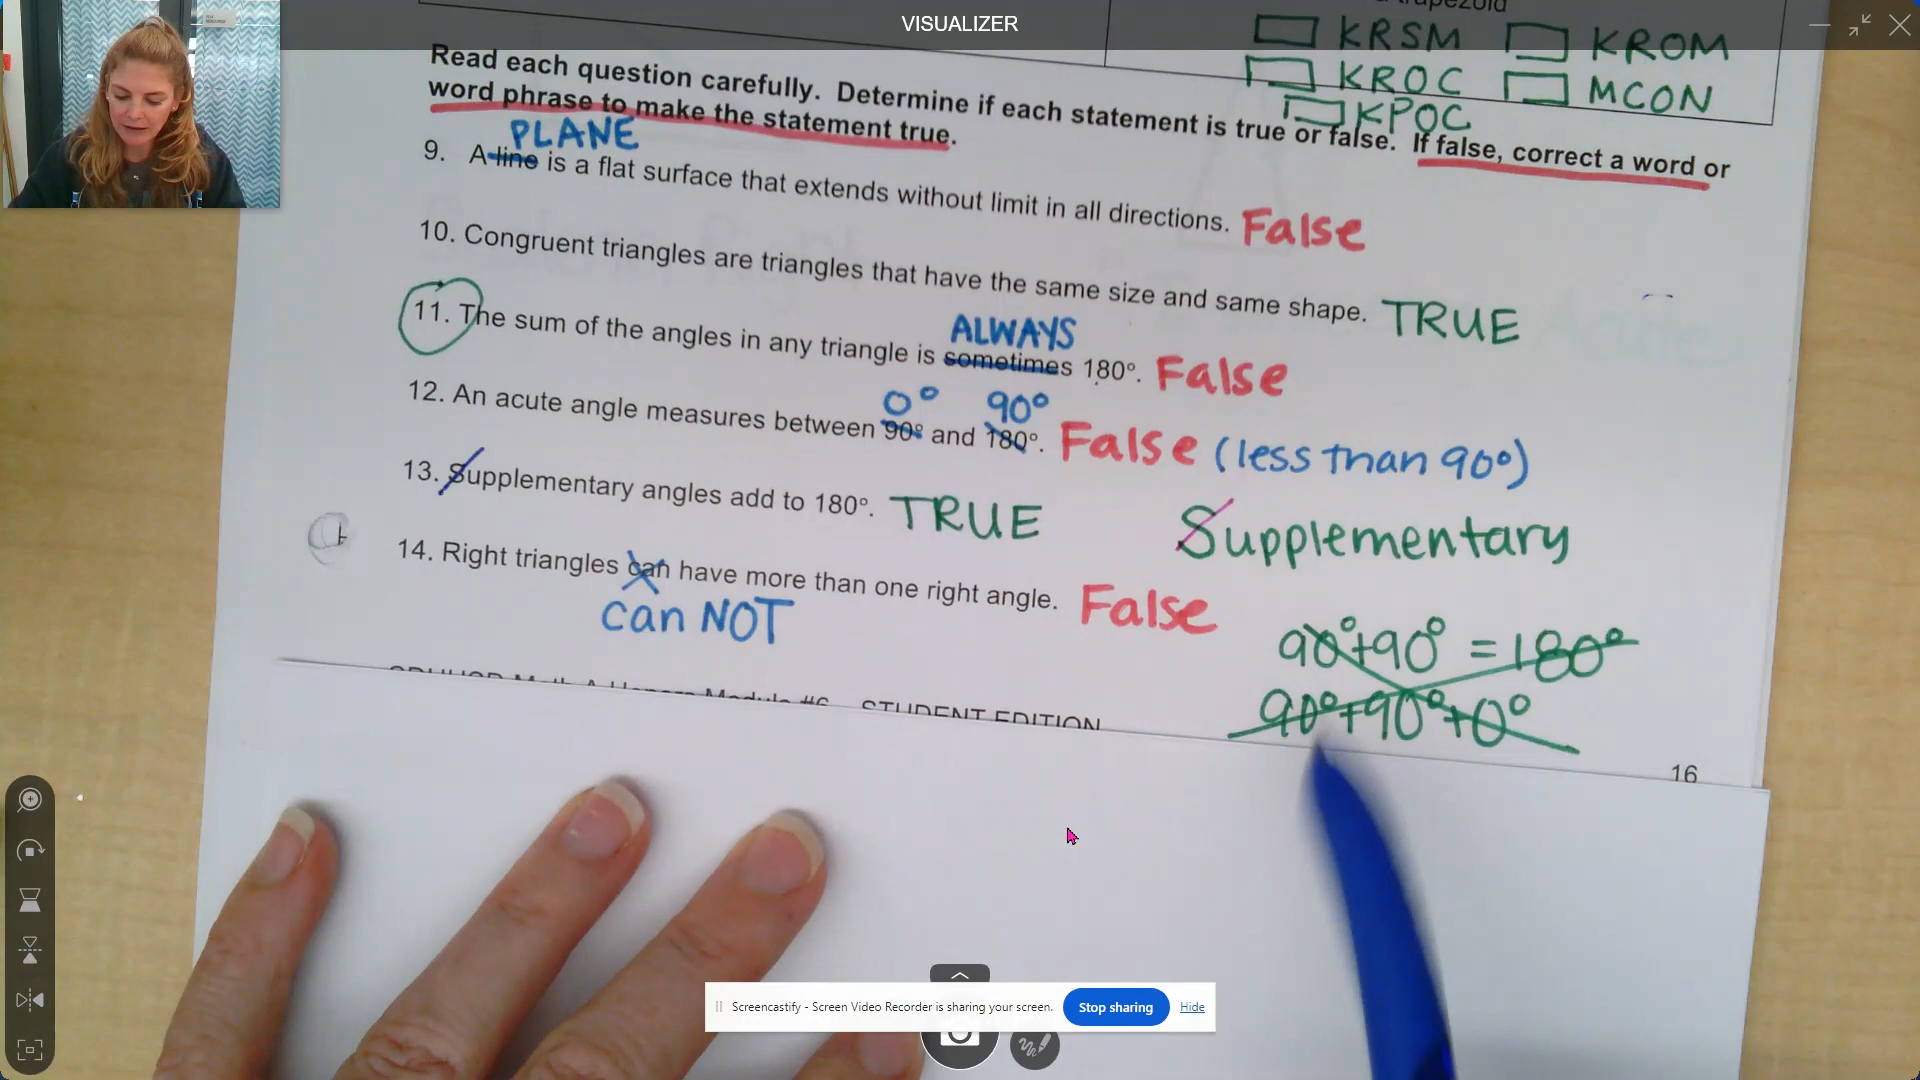 VISUALIZER
trapezoid
KRSM KROM
KROC MCON
KPOC
Read each question carefully. Determine if each statement is true or false. If false, correct a word or
word phrase to make the statement true.
PLANE
9. A line is a flat surface that extends without limit in all directions. False
10. Congruent triangles are triangles that have the same size and same shape. TRUE
ALWAYS
11. The sum of the angles in any triangle is sometimes 180°. False
0° 90°
12. An acute angle measures between 90° and 180°. False (less than 90°)
13. Supplementary angles add to 180°. TRUE Supplementary
14. Right triangles can have more than one right angle. False
can NOT
90°+90° = 180°
90°+90°+0°
STUDENT EDITION
16
Screencastify - Screen Video Recorder is sharing your screen. Stop sharing Hide